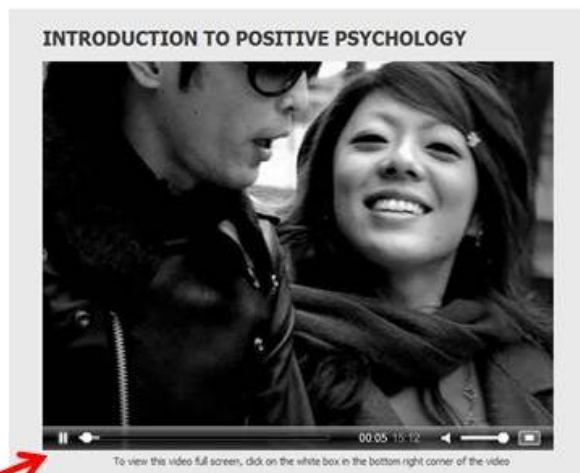 INTRODUCTION TO POSITIVE PSYCHOLOGY
00:05 15:12
To view this video full screen, click on the white box in the bottom right corner of the video